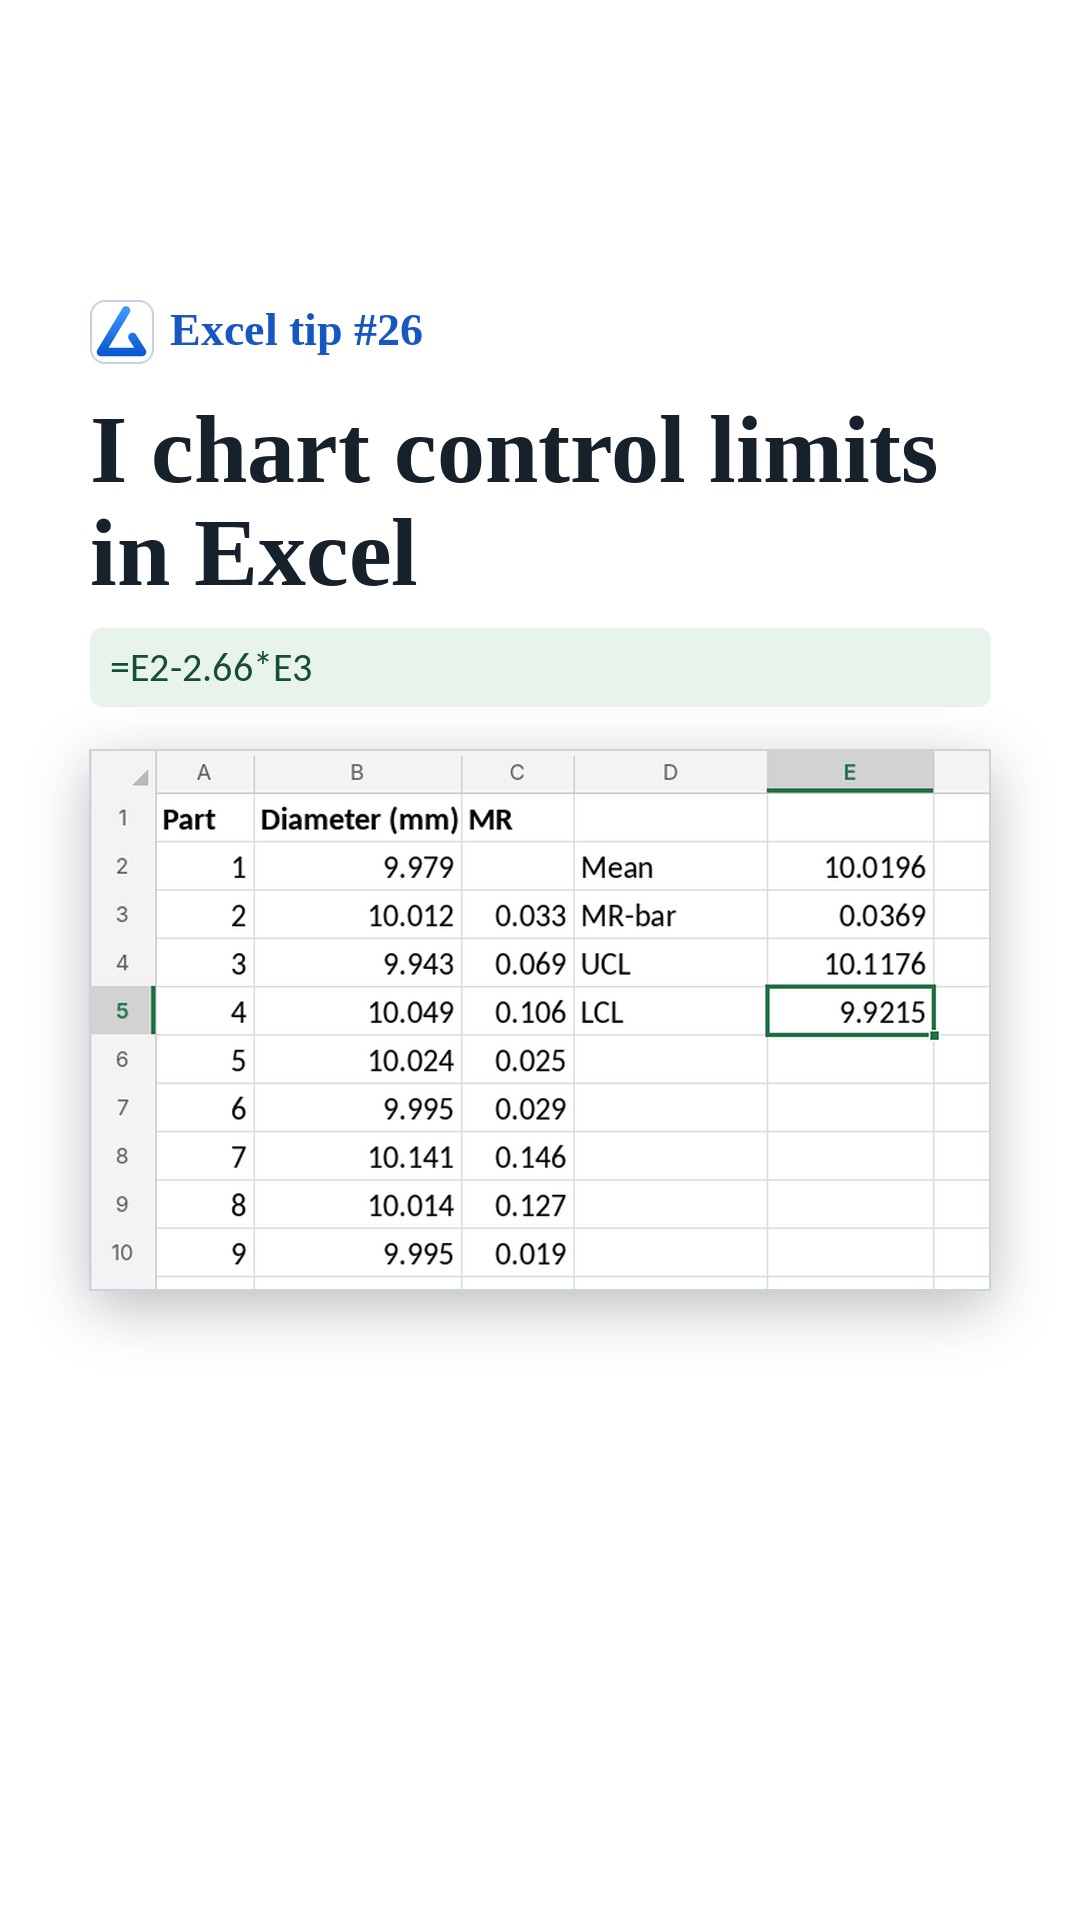 Excel tip #26
I chart control limits
in Excel
=E2-2.66*E3
A B C D E
1 Part Diameter (mm) MR
2 1 9.979 Mean 10.0196
3 2 10.012 0.033 MR-bar 0.0369
4 3 9.943 0.069 UCL 10.1176
5 4 10.049 0.106 LCL 9.9215
6 5 10.024 0.025
7 6 9.995 0.029
8 7 10.141 0.146
9 8 10.014 0.127
10 9 9.995 0.019